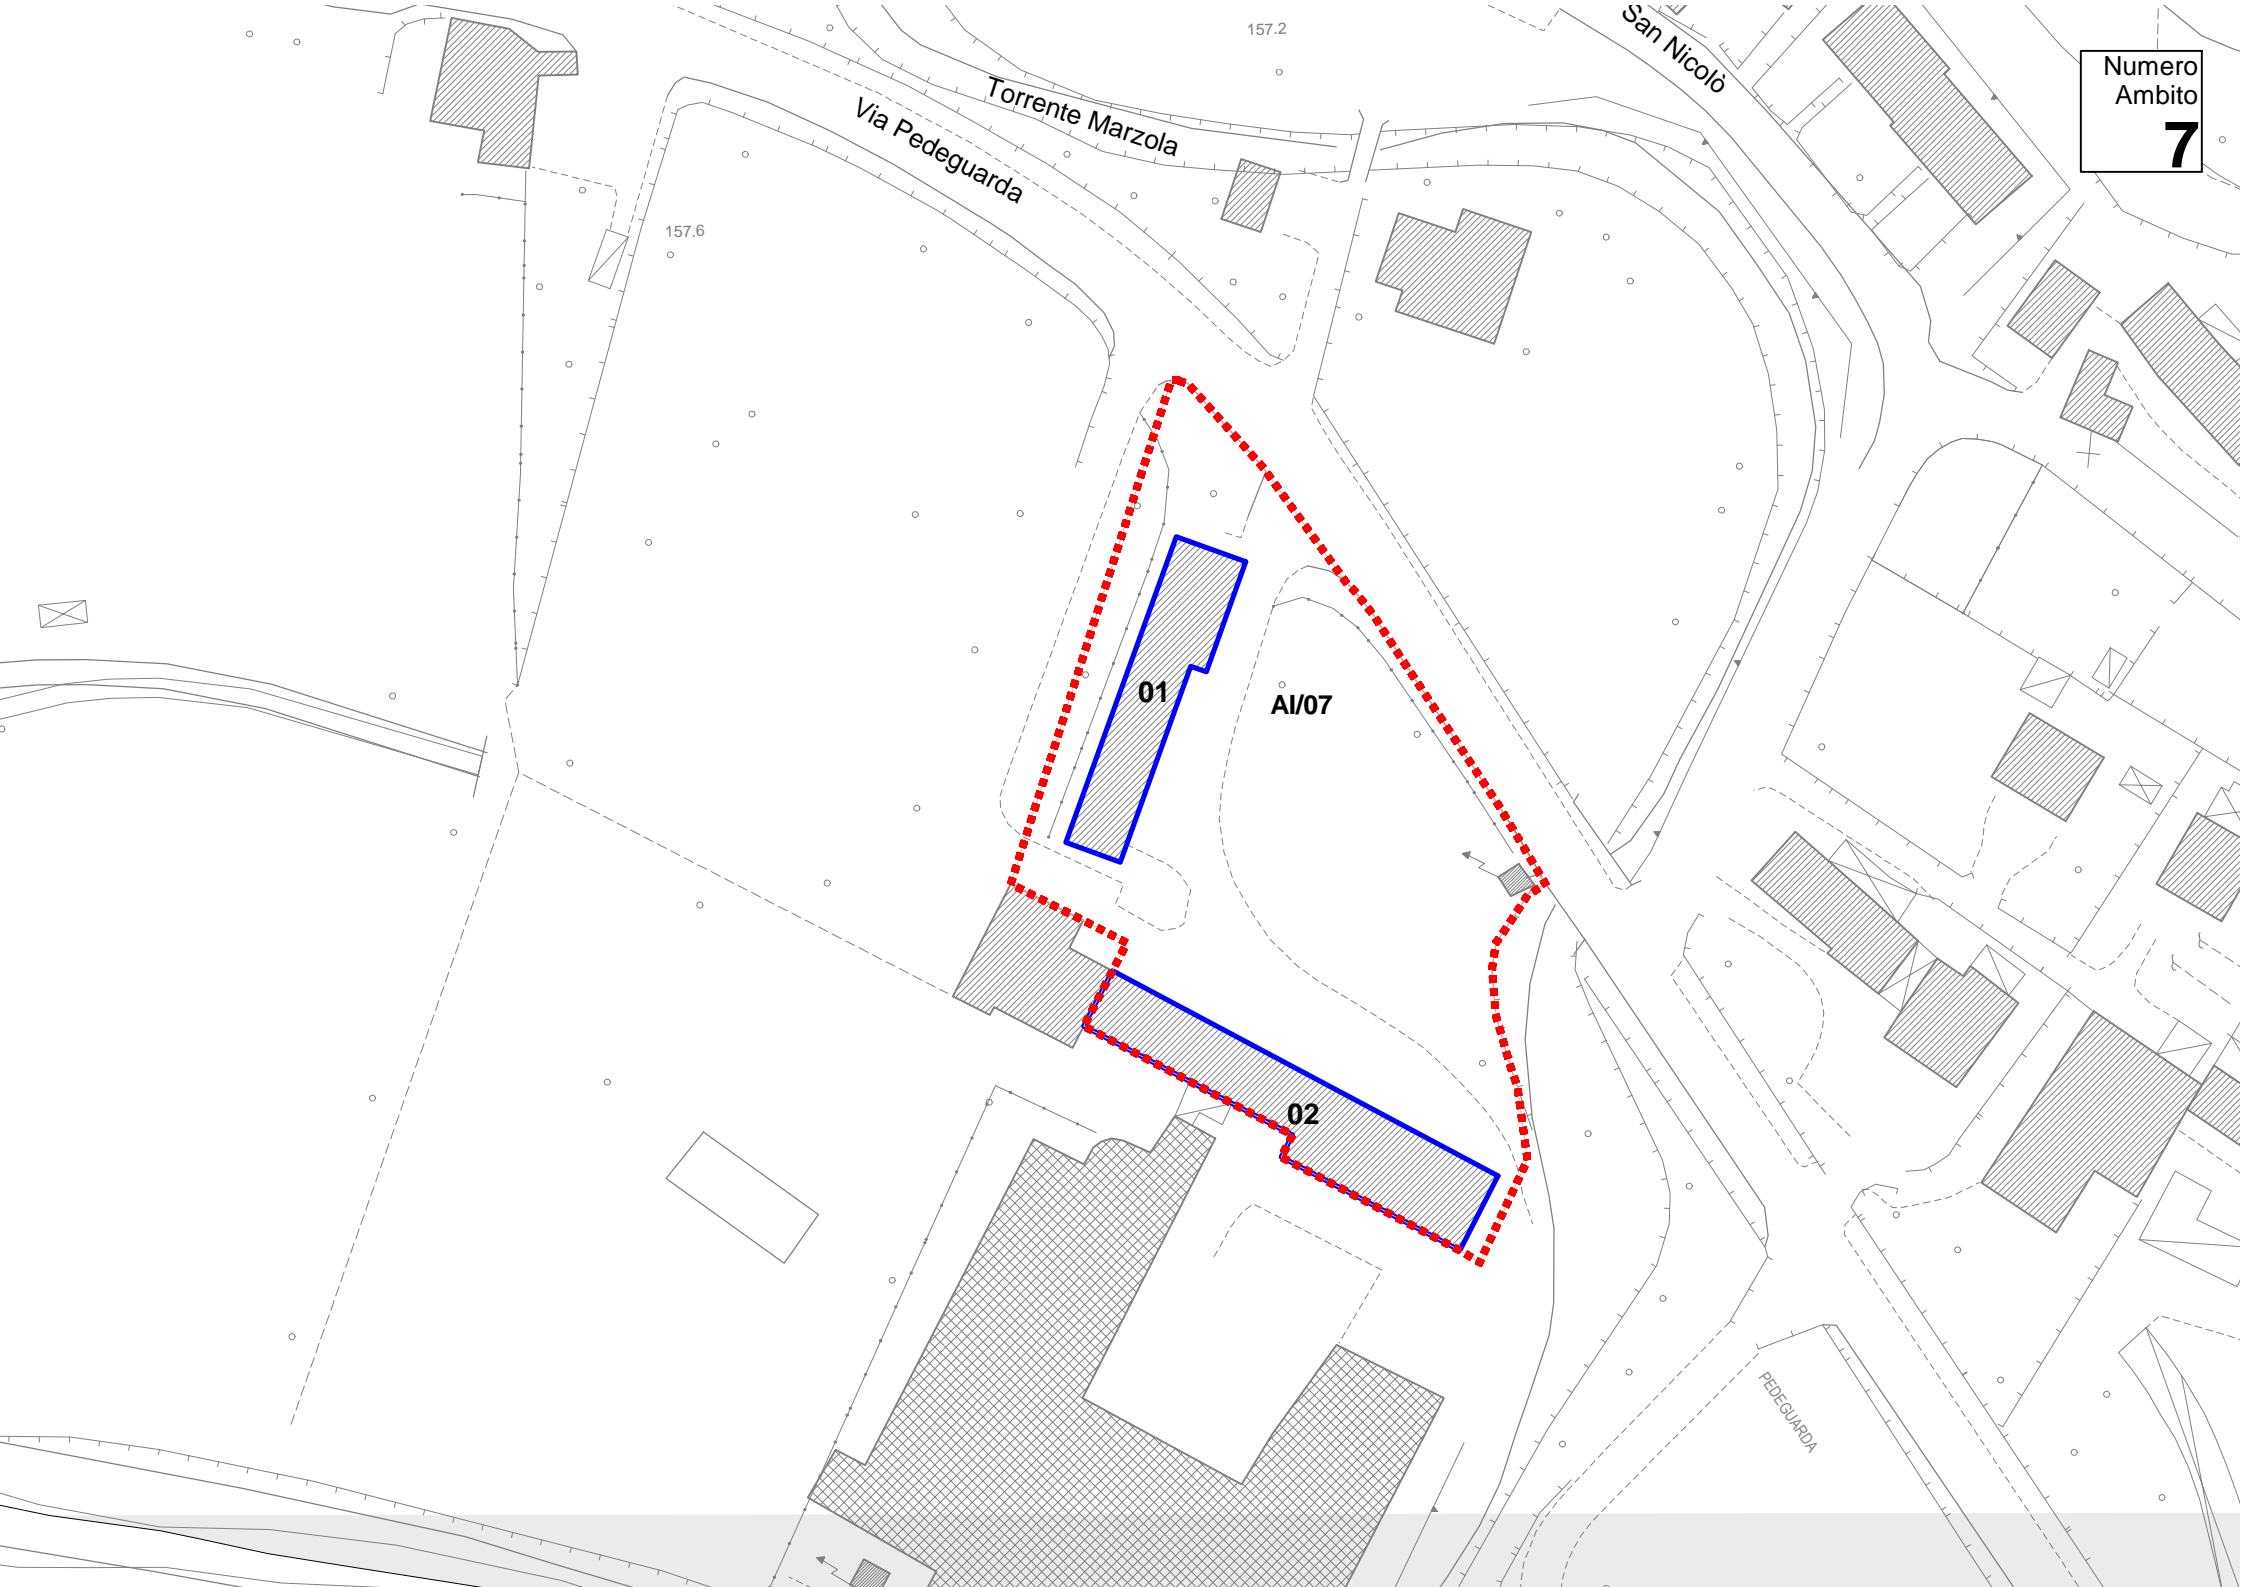 157.2
San Nicolò
Numero
Ambito
7
Torrente Marzola
Via Pedeguarda
157.6
01
AI/07
02
PEDEGUARDA